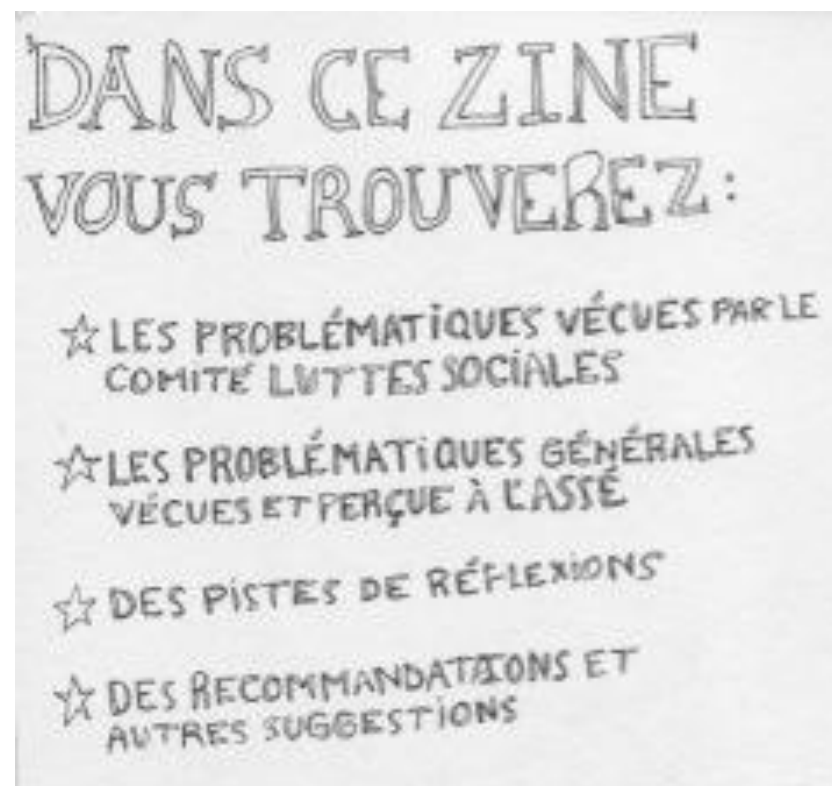 DANS CE ZINE
VOUS TROUVEREZ:
☆ LES PROBLÉMATIQUES VÉCUES PAR LE
COMITÉ LUTTES SOCIALES
☆ LES PROBLÉMATIQUES GÉNÉRALES
VÉCUES ET PERÇUE À L'ASSÉ
☆ DES PISTES DE RÉFLEXIONS
☆ DES RECOMMANDATIONS ET
AUTRES SUGGESTIONS